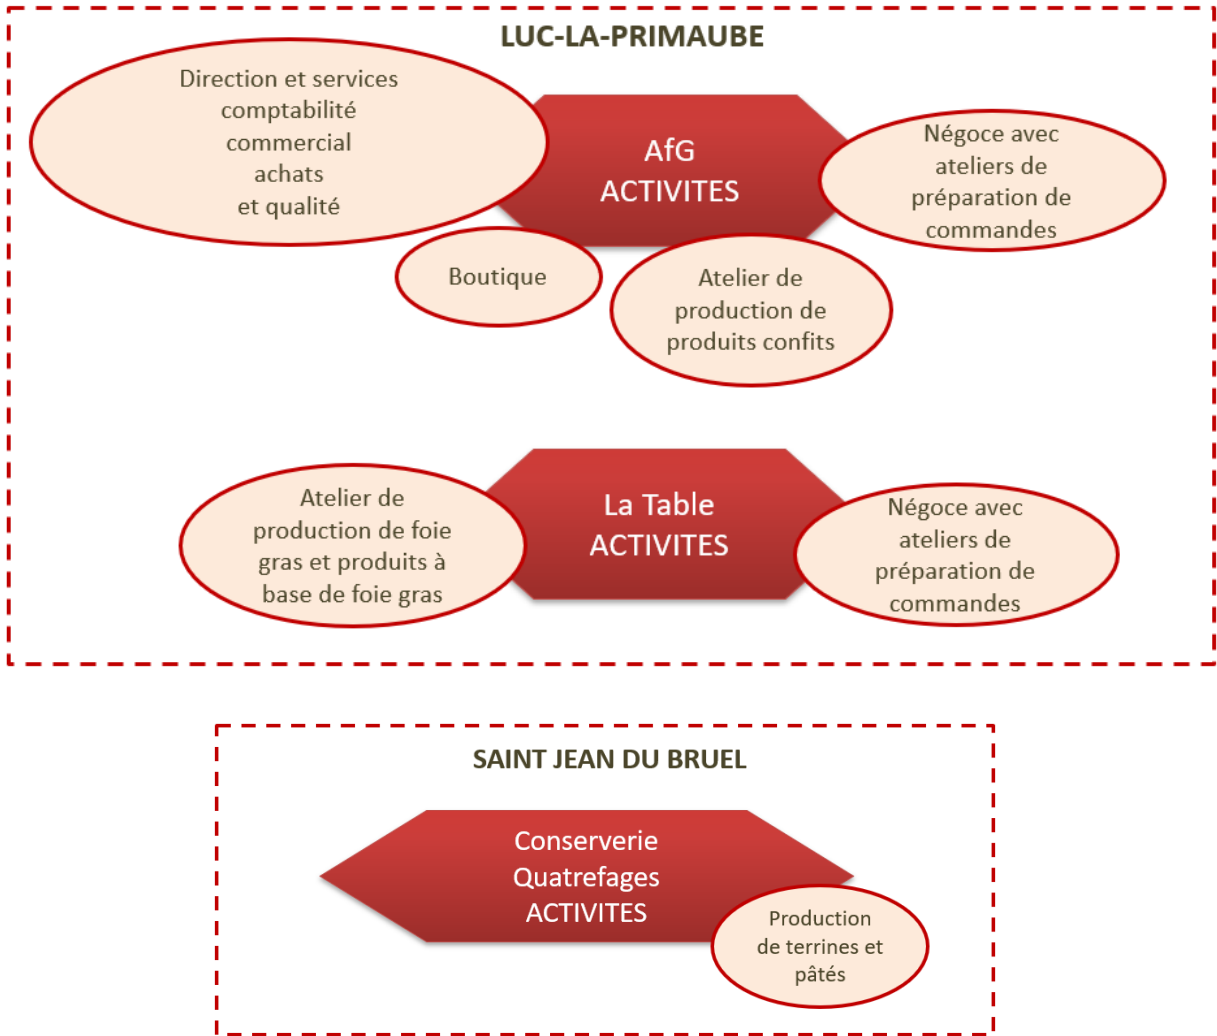 LUC-LA-PRIMAUBE
Direction et services
comptabilité
commercial
achats
et qualité
AfG
ACTIVITES
Négoce avec
ateliers de
préparation de
commandes
Boutique
Atelier de
production de
produits confits
Atelier de
production de foie
gras et produits à
base de foie gras
La Table
ACTIVITES
Négoce avec
ateliers de
préparation de
commandes
SAINT JEAN DU BRUEL
Conserverie
Quatrefages
ACTIVITES
Production
de terrines et
pâtés